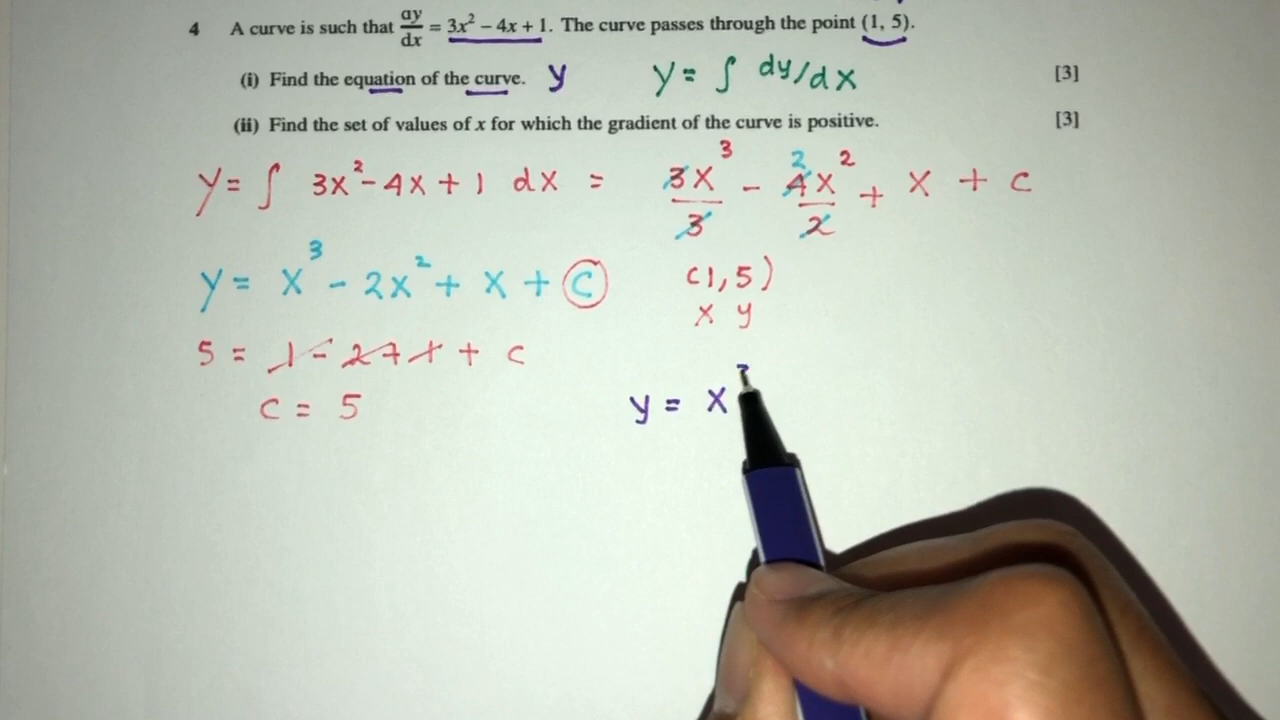 4 A curve is such that dy/dx = 3x² – 4x + 1. The curve passes through the point (1, 5).
(i) Find the equation of the curve. y y = ∫ dy/dx [3]
(ii) Find the set of values of x for which the gradient of the curve is positive. [3]
y = ∫ 3x² - 4x + 1 dx = 3x³/3 - 4x²/2 + x + c
2
y = x³ - 2x² + x + c (1, 5)
x y
5 = 1 - 2 + 1 + c
c = 5 y = x